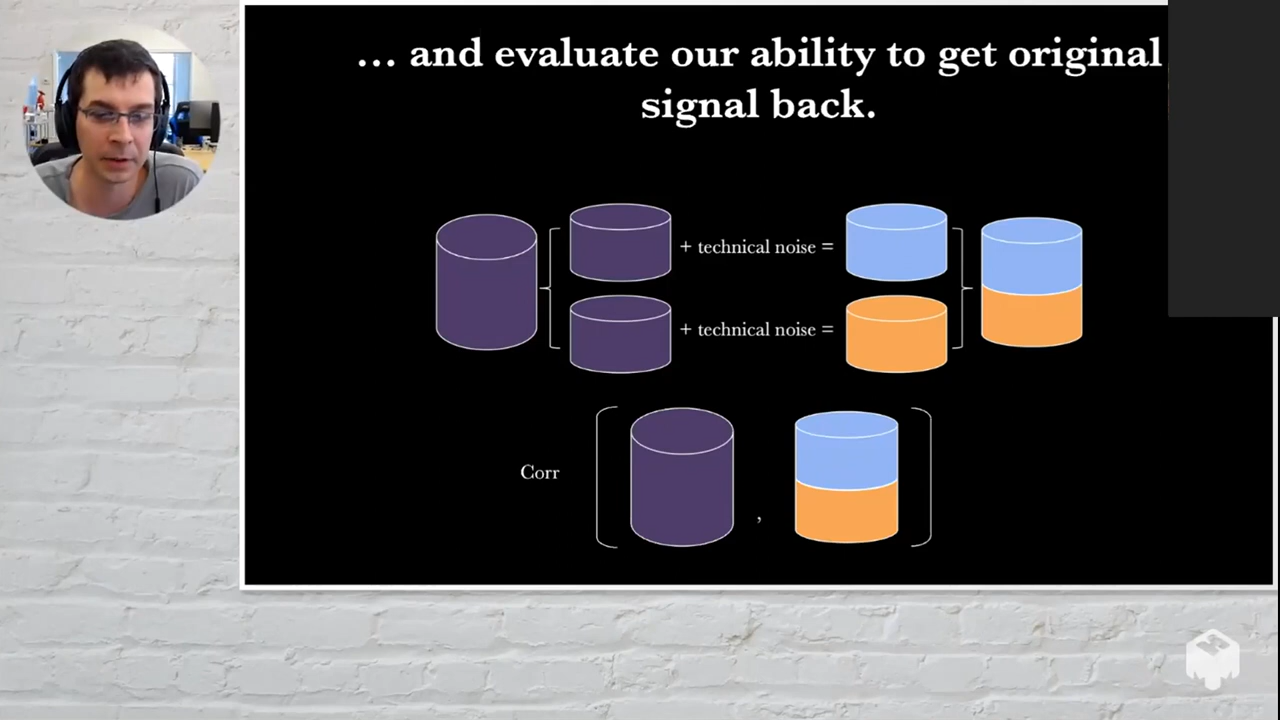 … and evaluate our ability to get original
signal back.
+ technical noise =
+ technical noise =
Corr
,